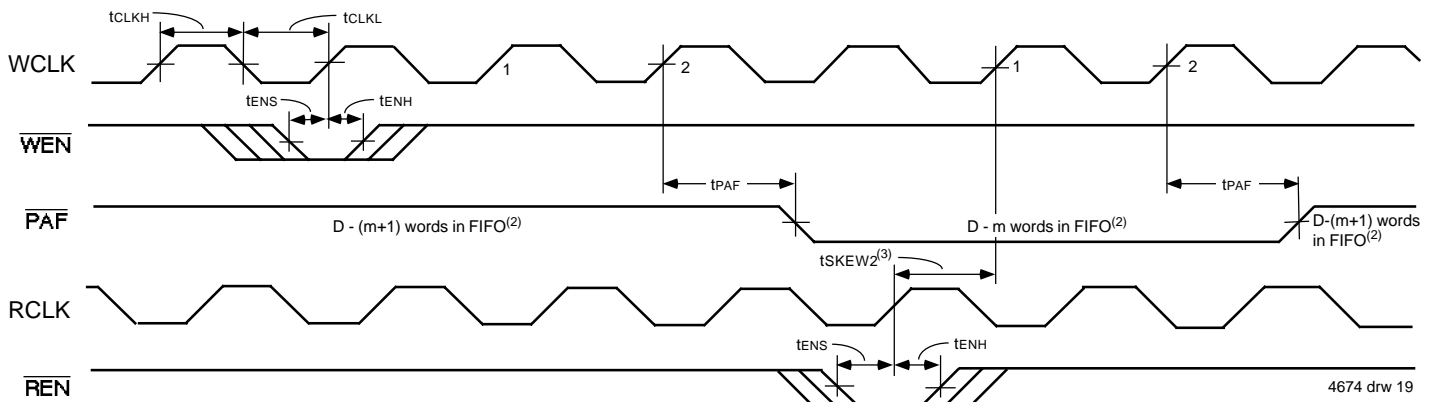 tCLKH tCLKL
WCLK 1 2 1 2
tENS tENH
WEN
tPAF tPAF
PAF D - (m+1) words in FIFO(2) D - m words in FIFO(2) D-(m+1) words
in FIFO(2)
tSKEW2(3)
RCLK
tENS tENH
REN
4674 drw 19